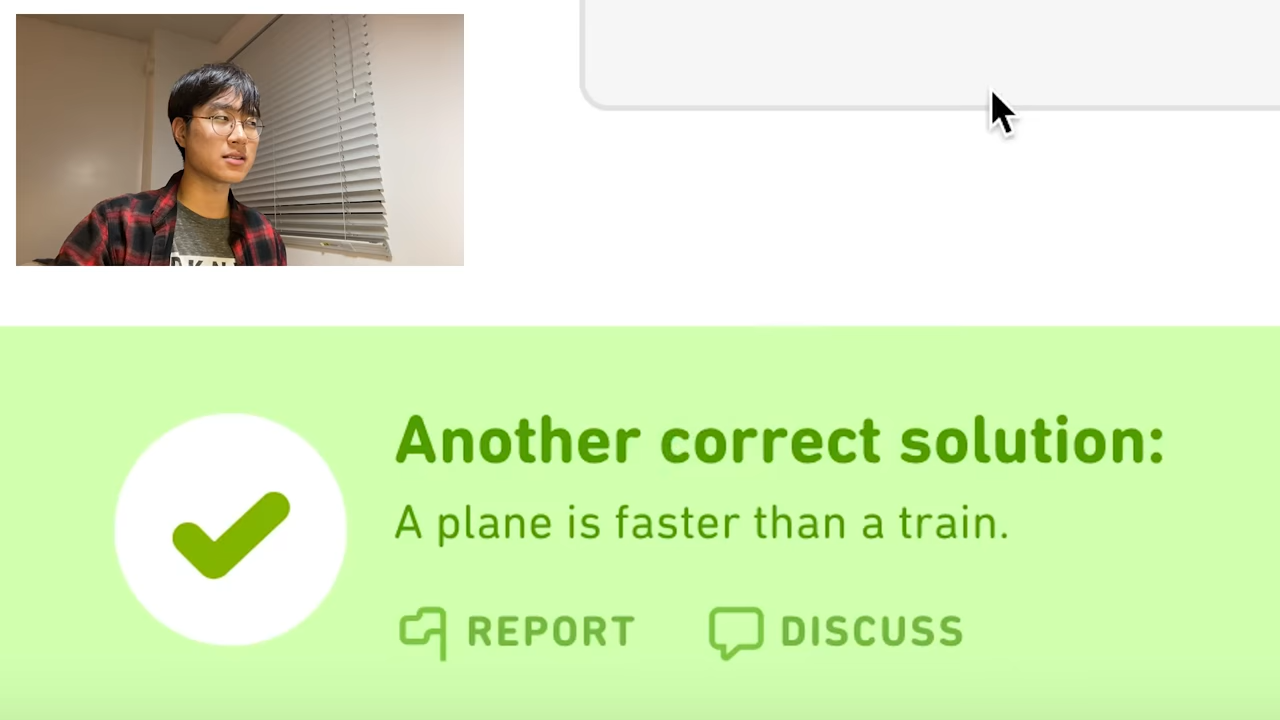 Another correct solution:
A plane is faster than a train.
REPORT
DISCUSS